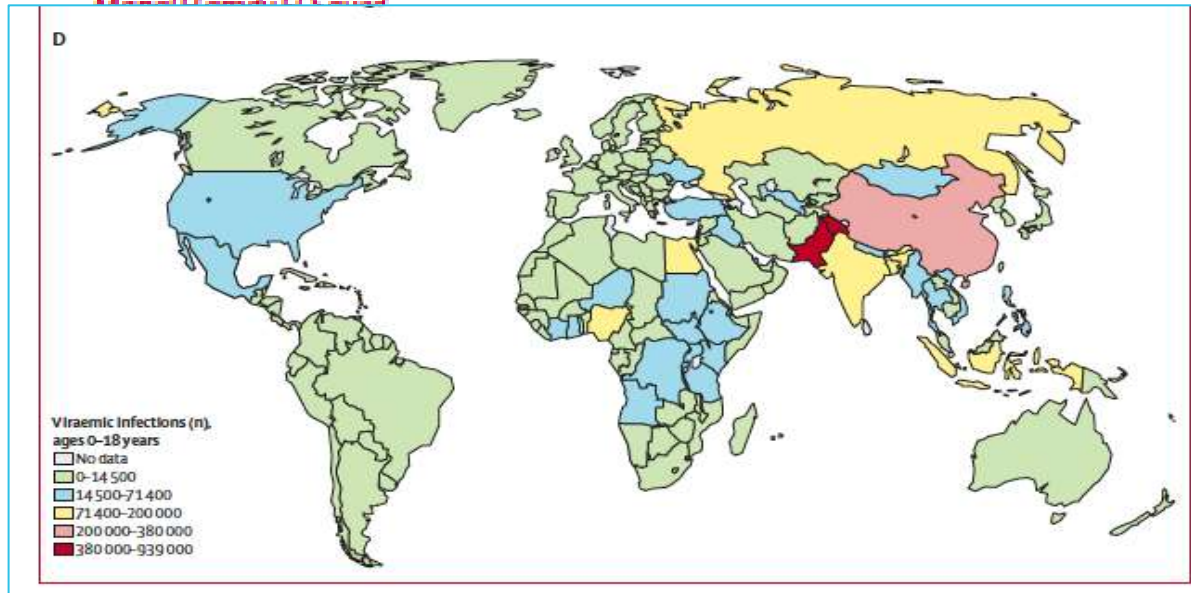 D
Viraemic infections (n),
ages 0–18 years
No data
0–14 500
14 500–71 400
71 400–200 000
200 000–380 000
380 000–939 000